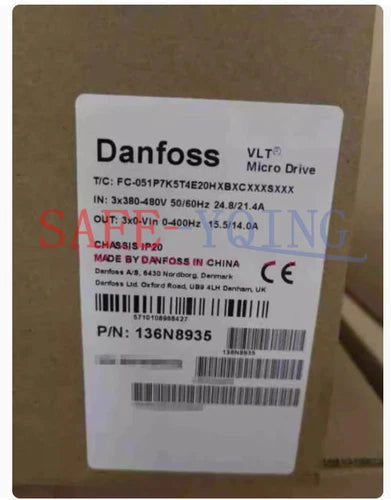 Danfoss
VLT®
Micro Drive
T/C: FC-051P7K5T4E20HXBXCXXXSXXX
IN: 3x380-480V 50/60Hz 24.8/21.4A
OUT: 3x0-Vin 0-400Hz 15.5/14.0A
SAFE-YQING
CHASSIS IP20
MADE BY DANFOSS IN CHINA
Danfoss A/S, 6430 Nordborg, Denmark
Danfoss Ltd. Oxford Road, UB9 4LH Denham, UK
CE
5710108968427
P/N: 136N8935
136N8935